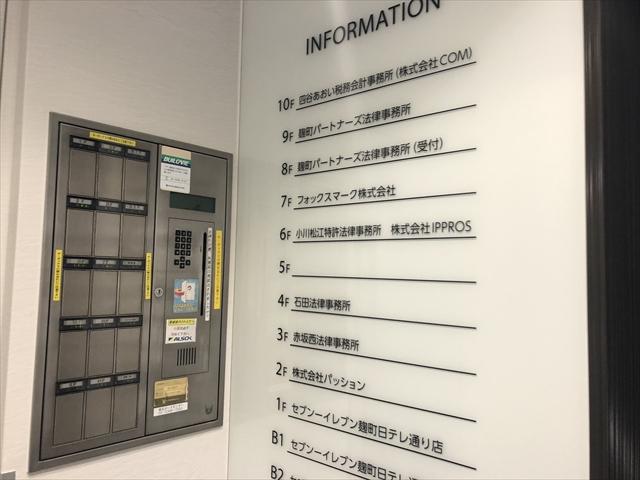 INFORMATION
10F 四谷あおい税務会計事務所（株式会社COM）
9F 麹町パートナーズ法律事務所
8F 麹町パートナーズ法律事務所（受付）
7F フォックスマーク株式会社
6F 小川松江特許法律事務所 株式会社IPPROS
5F
4F 石田法律事務所
3F 赤坂西法律事務所
2F 株式会社パッション
1F セブンーイレブン麹町日テレ通り店
B1 セブンーイレブン麹町日テレ通
B2
BULOVIE
ALSOK